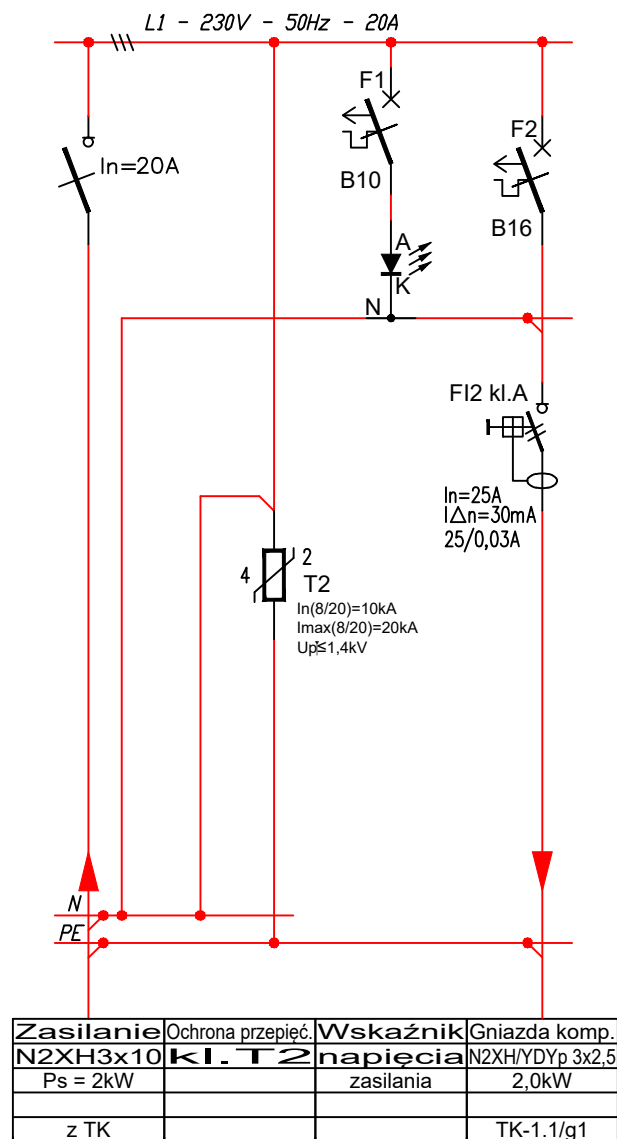 L1 - 230V - 50Hz - 20A
F1
F2
In=20A
B10
B16
A
K
N
FI2 kl.A
In=25A
I△n=30mA
25/0,03A
2
4
T2
In(8/20)=10kA
Imax(8/20)=20kA
Up≤1,4kV
N
PE
Zasilanie Ochrona przepięć. Wskaźnik Gniazda komp.
N2XH3x10 kl.T2 napięcia N2XH/YDYp 3x2,5
Ps = 2kW zasilania 2,0kW
z TK TK-1.1/g1